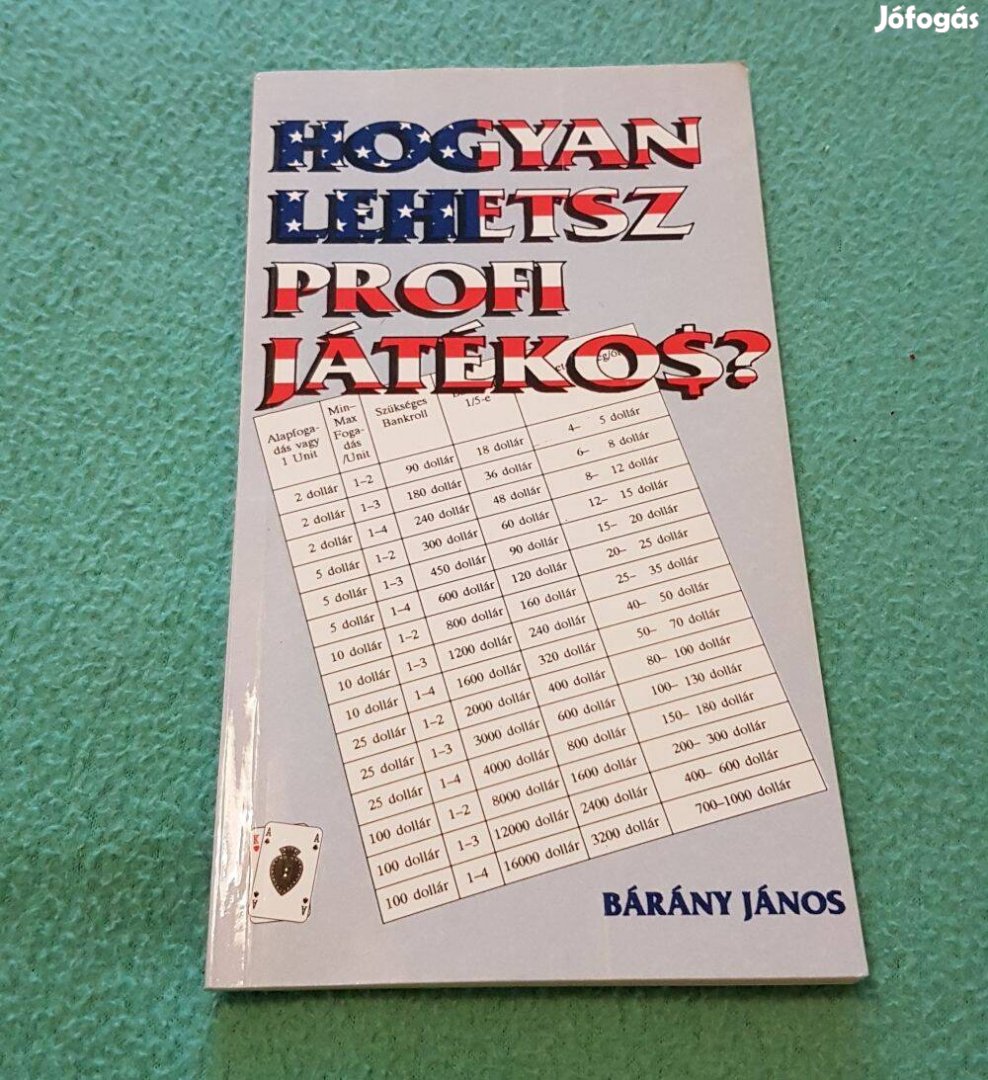 Jófogás
HOGYAN
LEHETSZ
PROFI
JÁTÉKO$?
Alapfoga-
dás vagy
1 Unit
Min–
Max
Foga-
dás
/Unit
Szükséges
Bankroll
1/5-e
2 dollár 1–2 90 dollár 18 dollár 4– 5 dollár
2 dollár 1–3 180 dollár 36 dollár 6– 8 dollár
2 dollár 1–4 240 dollár 48 dollár 8– 12 dollár
5 dollár 1–2 300 dollár 60 dollár 12– 15 dollár
5 dollár 1–3 450 dollár 90 dollár 15– 20 dollár
5 dollár 1–4 600 dollár 120 dollár 20– 25 dollár
10 dollár 1–2 800 dollár 160 dollár 25– 35 dollár
10 dollár 1–3 1200 dollár 240 dollár 40– 50 dollár
10 dollár 1–4 1600 dollár 320 dollár 50– 70 dollár
25 dollár 1–2 2000 dollár 400 dollár 80– 100 dollár
25 dollár 1–3 3000 dollár 600 dollár 100– 130 dollár
25 dollár 1–4 4000 dollár 800 dollár 150– 180 dollár
100 dollár 1–2 8000 dollár 1600 dollár 200– 300 dollár
100 dollár 1–3 12000 dollár 2400 dollár 400– 600 dollár
100 dollár 1–4 16000 dollár 3200 dollár 700–1000 dollár
K A
A A
BÁRÁNY JÁNOS